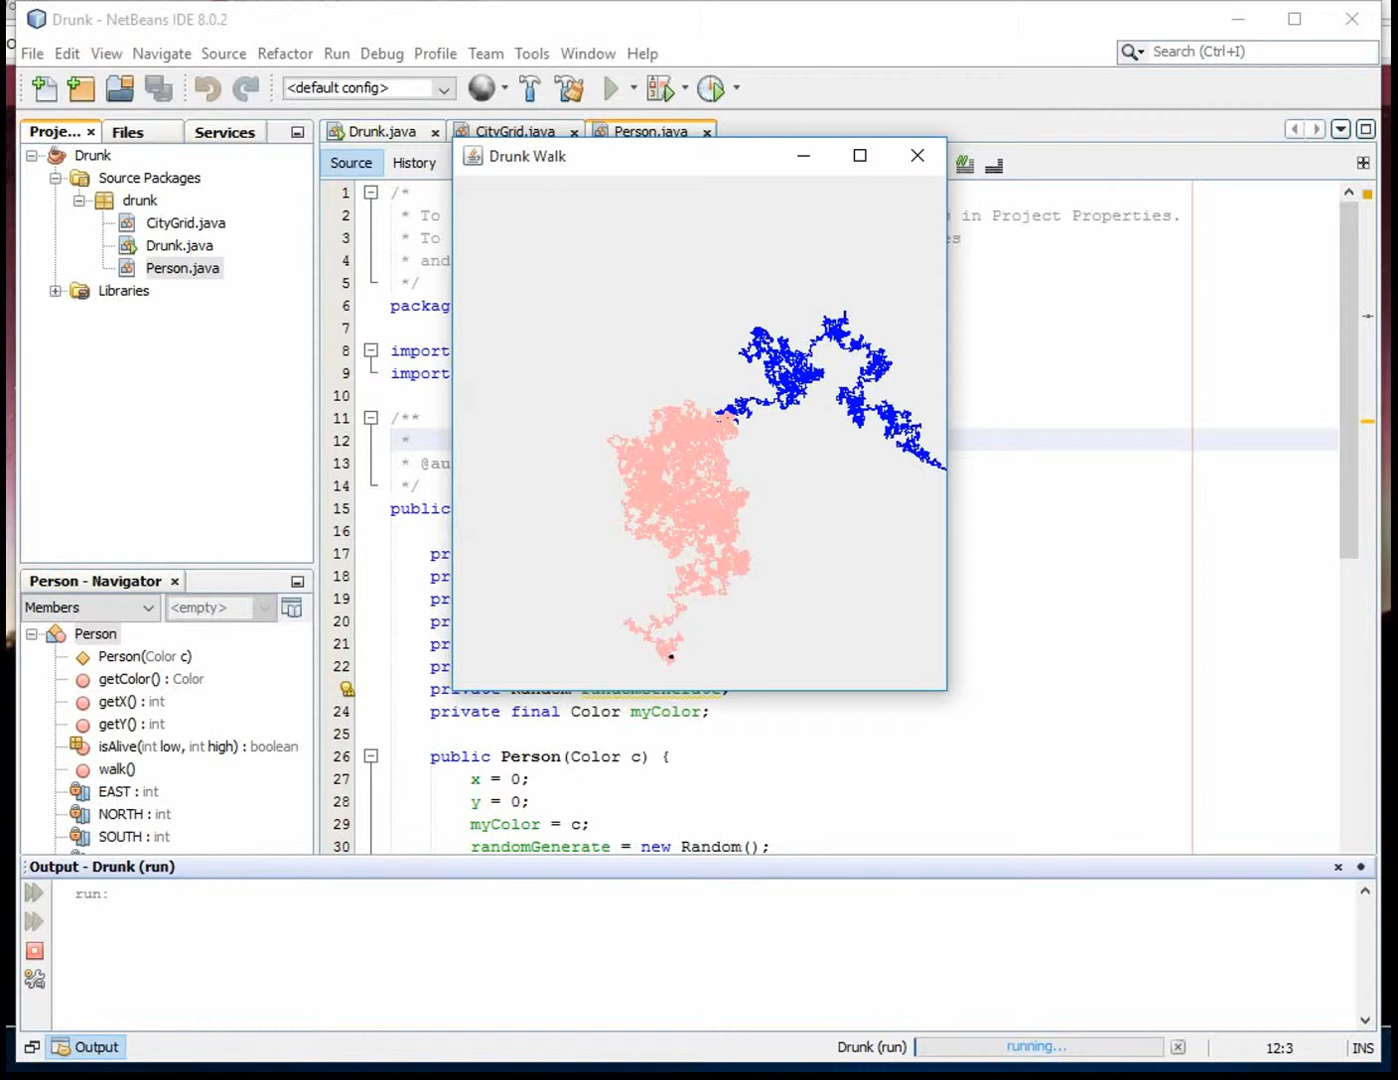 Drunk - NetBeans IDE 8.0.2
File Edit View Navigate Source Refactor Run Debug Profile Team Tools Window Help
Search (Ctrl+I)
<default config>
Proje... × Files Services
Drunk.java × CityGrid.java × Person.java ×
Drunk
Source Packages
drunk
CityGrid.java
Drunk.java
Person.java
Libraries
Source History
Drunk Walk
1 /*
2 * To s in Project Properties.
3 * To es
4 * and
5 */
6 packag
7
8 import
9 import
10
11 /**
12 *
13 * @au
14 */
15 public
16
17 pr
18 pr
19 pr
20 pr
21 pr
22 pr
private Random randomGenerate;
24 private final Color myColor;
25
26 public Person(Color c) {
27 x = 0;
28 y = 0;
29 myColor = c;
30 randomGenerate = new Random();
Person - Navigator ×
Members <empty>
Person
Person(Color c)
getColor() : Color
getX() : int
getY() : int
isAlive(int low, int high) : boolean
walk()
EAST : int
NORTH : int
SOUTH : int
Output - Drunk (run)
run:
Output
Drunk (run) running... 12:3 INS